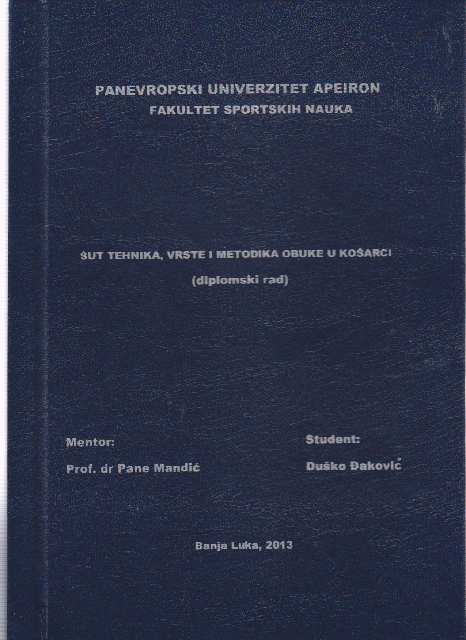 PANEVROPSKI UNIVERZITET APEIRON
FAKULTET SPORTSKIH NAUKA
ŠUT TEHNIKA, VRSTE I METODIKA OBUKE U KOŠARCI
(diplomski rad)
Mentor:
Prof. dr Pane Mandić
Student:
Duško Đaković
Banja Luka, 2013